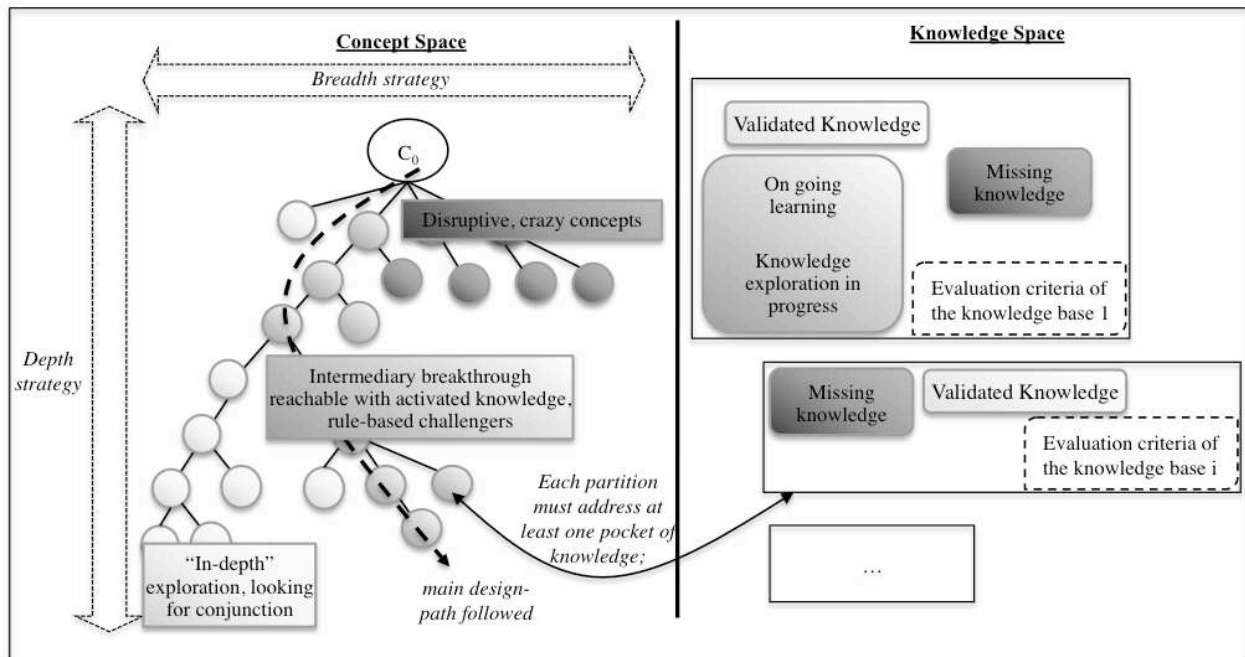 Concept Space
Breadth strategy
Depth
strategy
C₀
Disruptive, crazy concepts
Intermediary breakthrough
reachable with activated knowledge,
rule-based challengers
“In-depth”
exploration, looking
for conjunction
main design-
path followed
Each partition
must address at
least one pocket of
knowledge;
Knowledge Space
Validated Knowledge
On going
learning
Knowledge
exploration in
progress
Missing
knowledge
Evaluation criteria of
the knowledge base 1
Missing
knowledge
Validated Knowledge
Evaluation criteria of
the knowledge base i
…